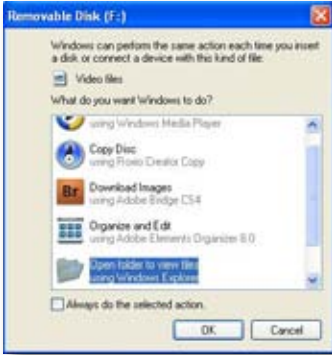 Removable Disk (F:)
Windows can perform the same action each time you insert
a disk or connect a device with this kind of file:
Video files
What do you want Windows to do?
using Windows Media Player
Copy Disc
using Roxio Creator Copy
Br
Download Images
using Adobe Bridge CS4
Organize and Edit
using Adobe Elements Organizer 8.0
Open folder to view files
using Windows Explorer
Always do the selected action.
OK
Cancel